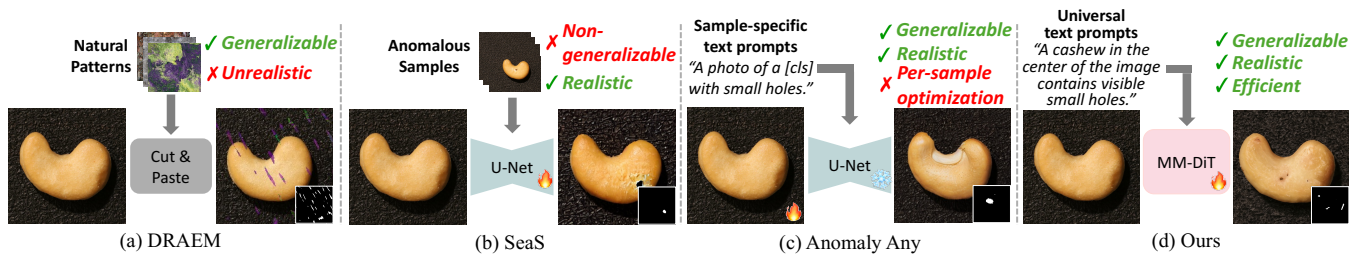 Natural
Patterns
✓ Generalizable
✗ Unrealistic
Cut &
Paste
(a) DRAEM
Anomalous
Samples
✗ Non-
generalizable
✓ Realistic
U-Net
(b) SeaS
Sample-specific
text prompts
“A photo of a [cls]
with small holes.”
✓ Generalizable
✓ Realistic
✗ Per-sample
optimization
U-Net
(c) Anomaly Any
Universal
text prompts
“A cashew in the
center of the image
contains visible
small holes.”
✓ Generalizable
✓ Realistic
✓ Efficient
MM-DiT
(d) Ours